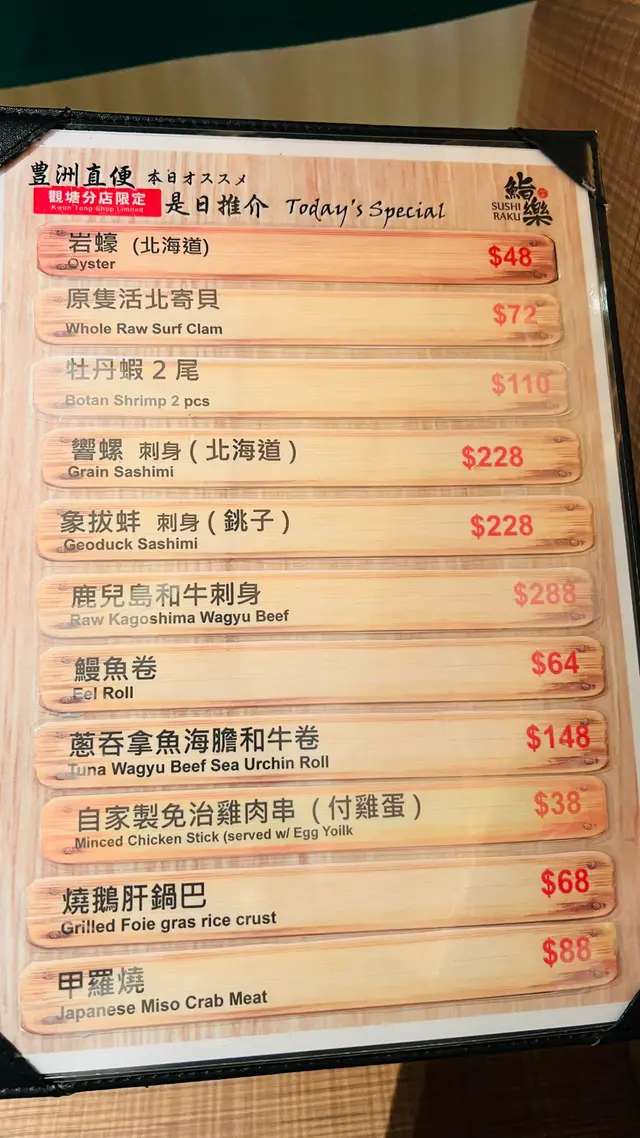 豊洲直便 本日オススメ
觀塘分店限定
Kwun Tong Shop Limited
是日推介 Today's Special
鮨樂
SUSHI
RAKU
岩蠔 (北海道)
Oyster
$48
原隻活北寄貝
Whole Raw Surf Clam
$72
牡丹蝦 2 尾
Botan Shrimp 2 pcs
$110
響螺 刺身 ( 北海道 )
Grain Sashimi
$228
象拔蚌 刺身 ( 銚子 )
Geoduck Sashimi
$228
鹿兒島和牛刺身
Raw Kagoshima Wagyu Beef
$288
鰻魚卷
Eel Roll
$64
蔥吞拿魚海膽和牛卷
Tuna Wagyu Beef Sea Urchin Roll
$148
自家製免治雞肉串 ( 付雞蛋 )
Minced Chicken Stick (served w/ Egg Yoilk
$38
燒鵝肝鍋巴
Grilled Foie gras rice crust
$68
甲羅燒
Japanese Miso Crab Meat
$88